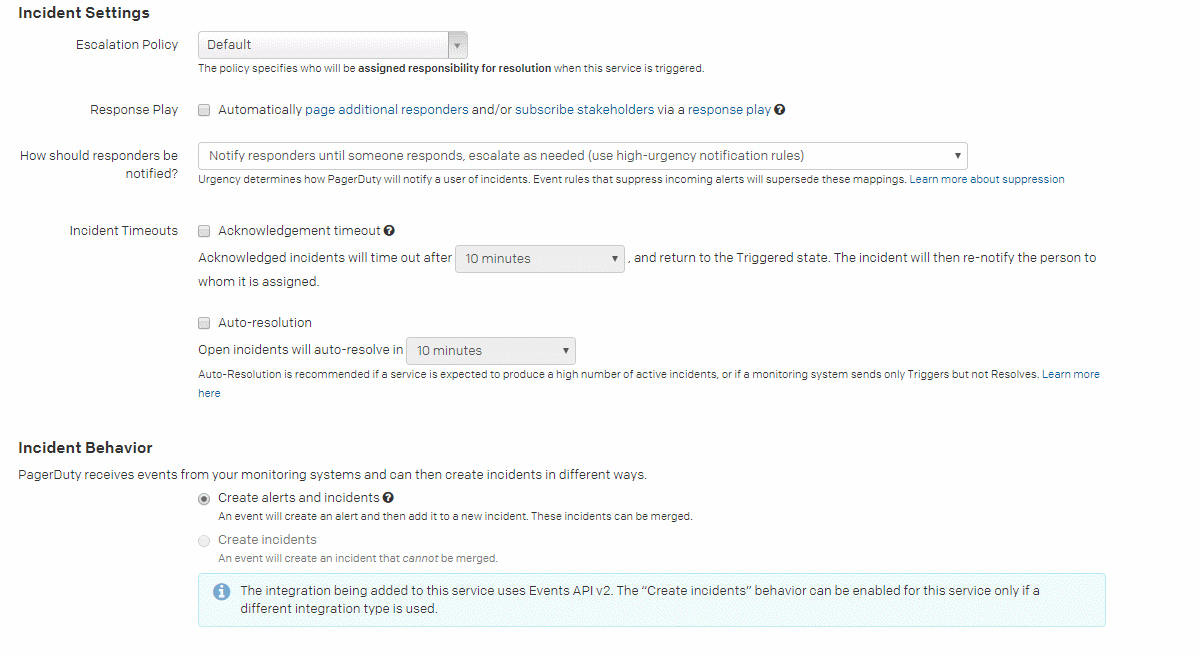 Incident Settings
Escalation Policy
Default
The policy specifies who will be assigned responsibility for resolution when this service is triggered.
Response Play
Automatically page additional responders and/or subscribe stakeholders via a response play
How should responders be
notified?
Notify responders until someone responds, escalate as needed (use high-urgency notification rules)
Urgency determines how PagerDuty will notify a user of incidents. Event rules that suppress incoming alerts will supersede these mappings. Learn more about suppression
Incident Timeouts
Acknowledgement timeout
Acknowledged incidents will time out after 10 minutes , and return to the Triggered state. The incident will then re-notify the person to
whom it is assigned.
Auto-resolution
Open incidents will auto-resolve in 10 minutes
Auto-Resolution is recommended if a service is expected to produce a high number of active incidents, or if a monitoring system sends only Triggers but not Resolves. Learn more
here
Incident Behavior
PagerDuty receives events from your monitoring systems and can then create incidents in different ways.
Create alerts and incidents
An event will create an alert and then add it to a new incident. These incidents can be merged.
Create incidents
An event will create an incident that cannot be merged.
The integration being added to this service uses Events API v2. The "Create incidents" behavior can be enabled for this service only if a
different integration type is used.